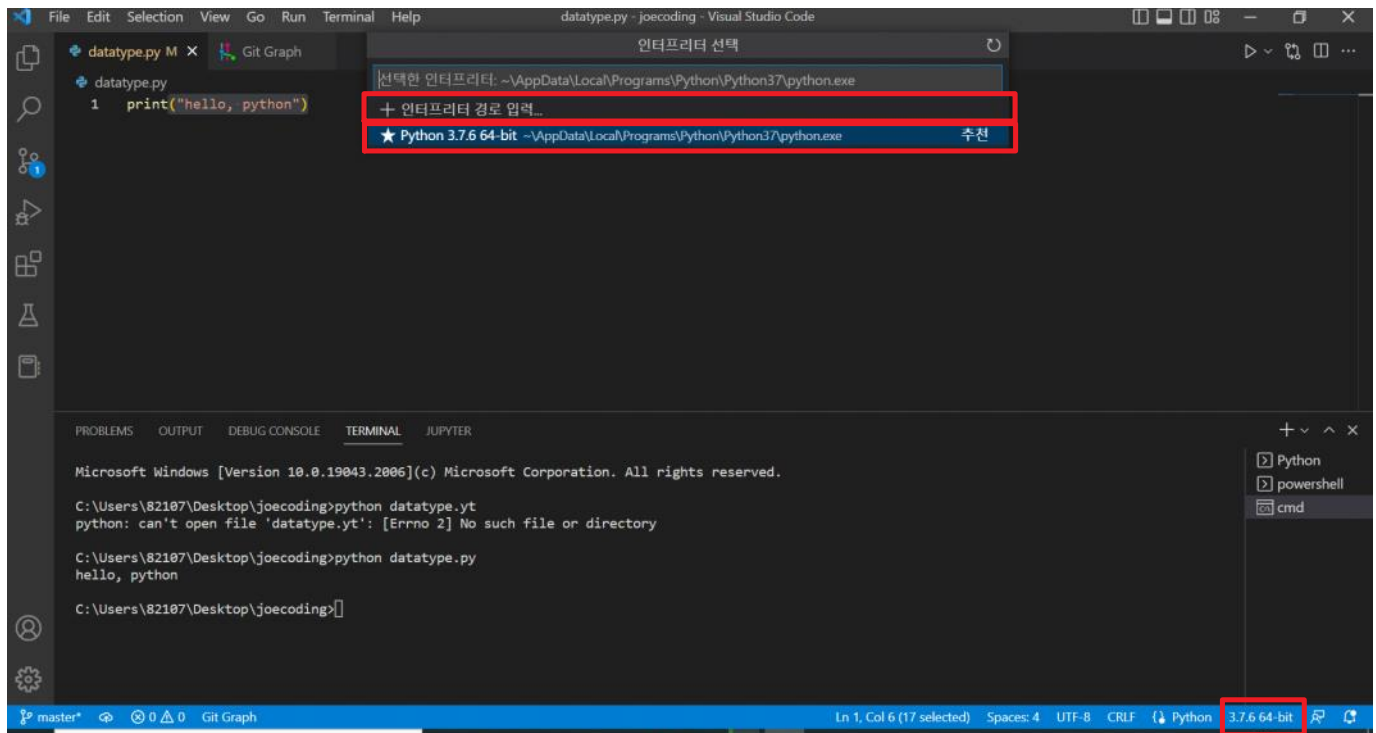 File Edit Selection View Go Run Terminal Help datatype.py - joecoding - Visual Studio Code
datatype.py M Git Graph
인터프리터 선택
datatype.py
선택한 인터프리터: ~\AppData\Local\Programs\Python\Python37\python.exe
1 print("hello, python")
인터프리터 경로 입력...
Python 3.7.6 64-bit ~\AppData\Local\Programs\Python\Python37\python.exe 추천
1
PROBLEMS OUTPUT DEBUG CONSOLE TERMINAL JUPYTER
Microsoft Windows [Version 10.0.19043.2006](c) Microsoft Corporation. All rights reserved.
C:\Users\82107\Desktop\joecoding>python datatype.yt
python: can't open file 'datatype.yt': [Errno 2] No such file or directory
C:\Users\82107\Desktop\joecoding>python datatype.py
hello, python
C:\Users\82107\Desktop\joecoding>
Python
powershell
cmd
master* 0 0 Git Graph Ln 1, Col 6 (17 selected) Spaces: 4 UTF-8 CRLF Python 3.7.6 64-bit